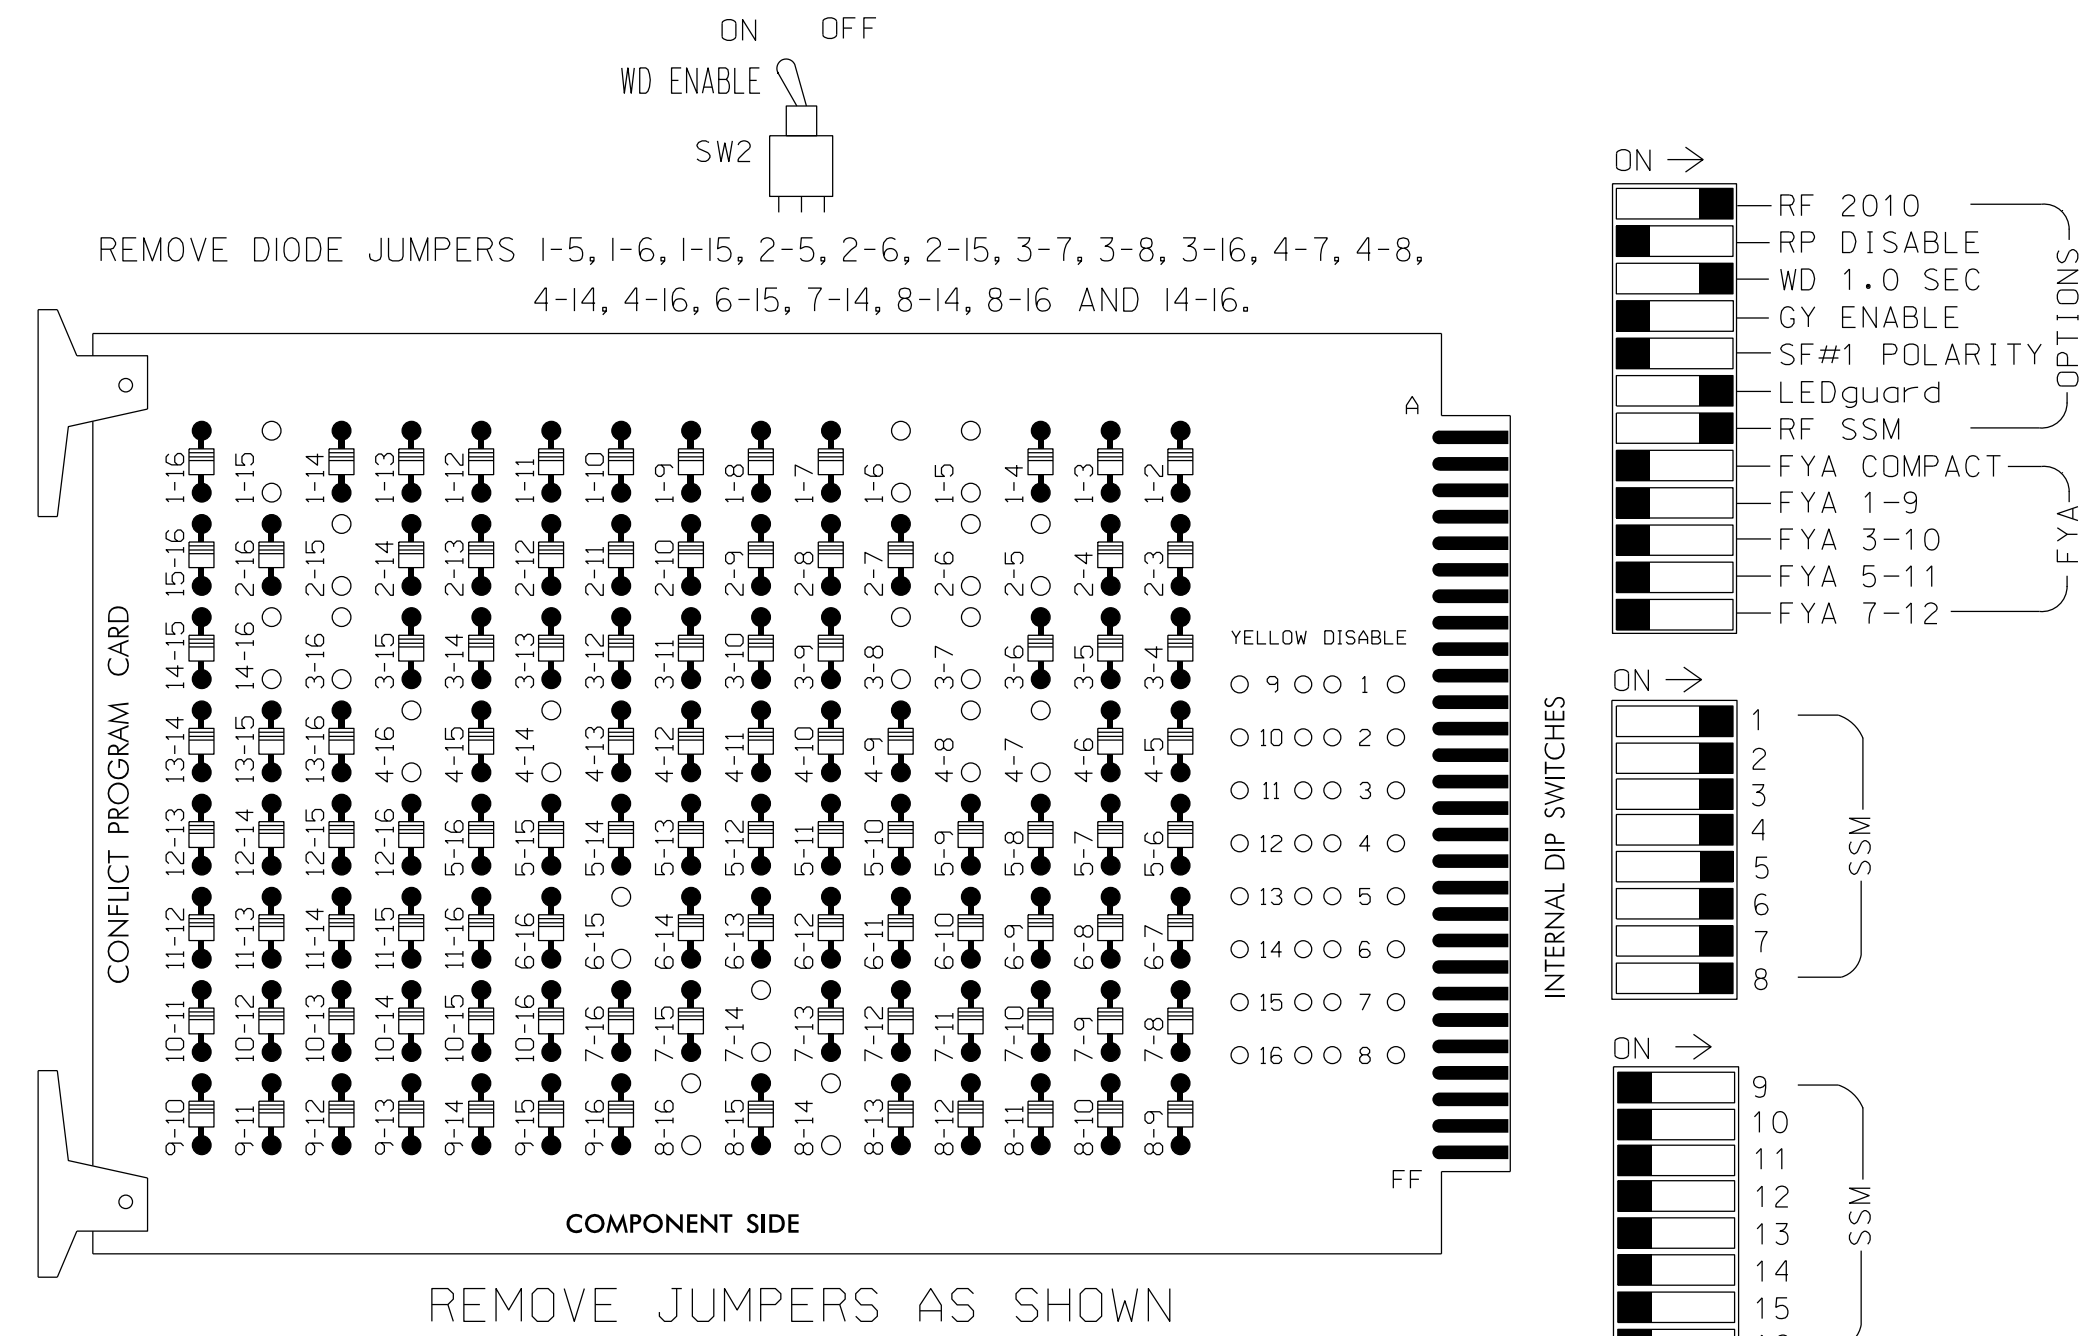 ON OFF
WD ENABLE
SW2
REMOVE DIODE JUMPERS 1-5, 1-6, 1-15, 2-5, 2-6, 2-15, 3-7, 3-8, 3-16, 4-7, 4-8,
4-14, 4-16, 6-15, 7-14, 8-14, 8-16 AND 14-16.
A
1-16 1-15 1-14 1-13 1-12 1-11 1-10 1-9 1-8 1-7 1-6 1-5 1-4 1-3 1-2
15-16 2-16 2-15 2-14 2-13 2-12 2-11 2-10 2-9 2-8 2-7 2-6 2-5 2-4 2-3
14-15 14-16 3-16 3-15 3-14 3-13 3-12 3-11 3-10 3-9 3-8 3-7 3-6 3-5 3-4
13-14 13-15 13-16 4-16 4-15 4-14 4-13 4-12 4-11 4-10 4-9 4-8 4-7 4-6 4-5
12-13 12-14 12-15 12-16 5-16 5-15 5-14 5-13 5-12 5-11 5-10 5-9 5-8 5-7 5-6
11-12 11-13 11-14 11-15 11-16 6-16 6-15 6-14 6-13 6-12 6-11 6-10 6-9 6-8 6-7
10-11 10-12 10-13 10-14 10-15 10-16 7-16 7-15 7-14 7-13 7-12 7-11 7-10 7-9 7-8
9-10 9-11 9-12 9-13 9-14 9-15 9-16 8-16 8-15 8-14 8-13 8-12 8-11 8-10 8-9
CONFLICT PROGRAM CARD
YELLOW DISABLE
9 1
10 2
11 3
12 4
13 5
14 6
15 7
16 8
FF
COMPONENT SIDE
REMOVE JUMPERS AS SHOWN
INTERNAL DIP SWITCHES
ON →
RF 2010
RP DISABLE
WD 1.0 SEC
GY ENABLE
SF#1 POLARITY
LEDguard
RF SSM
OPTIONS
FYA COMPACT
FYA 1-9
FYA 3-10
FYA 5-11
FYA 7-12
FYA
ON →
1
2
3
4
5
6
7
8
SSM
ON →
9
10
11
12
13
14
15
SSM